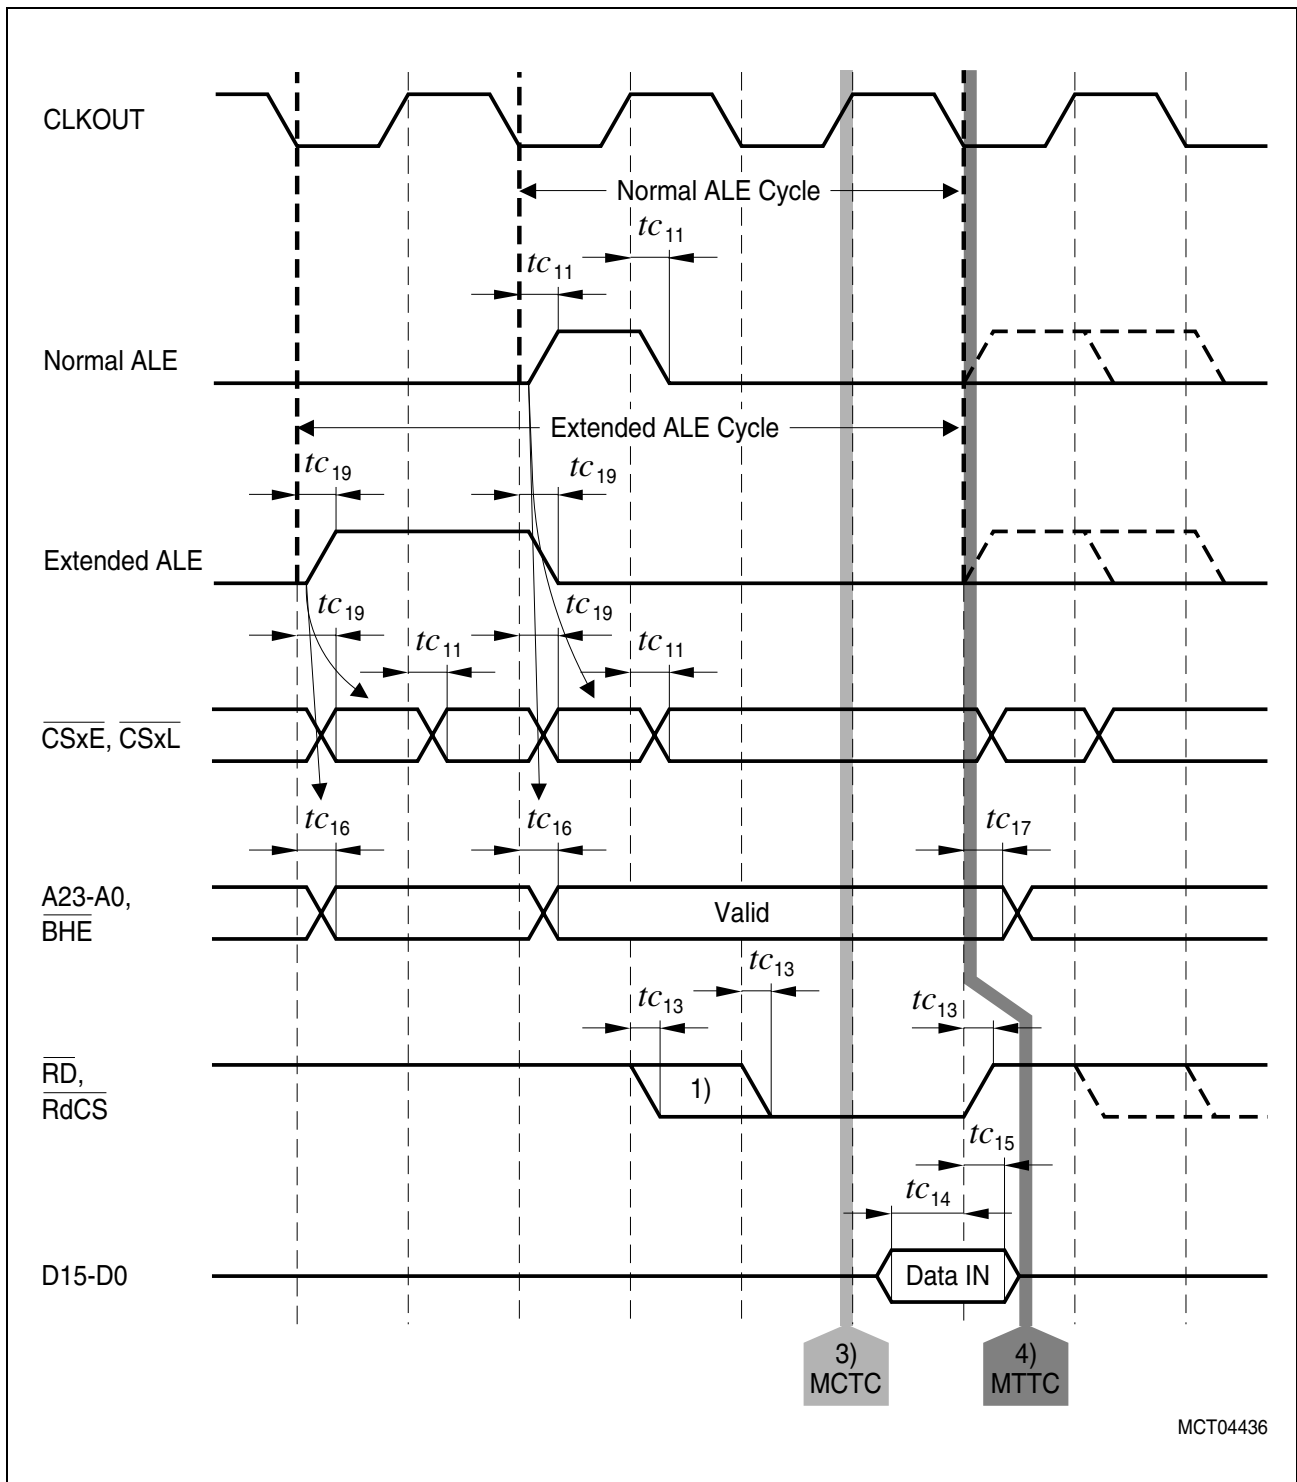 CLKOUT
Normal ALE Cycle
tc11
tc11
Normal ALE
Extended ALE Cycle
tc19
tc19
Extended ALE
tc19
tc19
tc11
tc11
CSxE, CSxL
tc16
tc16
tc17
A23-A0,
BHE
Valid
tc13
tc13
tc13
RD,
RdCS
1)
tc15
tc14
D15-D0
Data IN
3)
MCTC
4)
MTTC
MCT04436